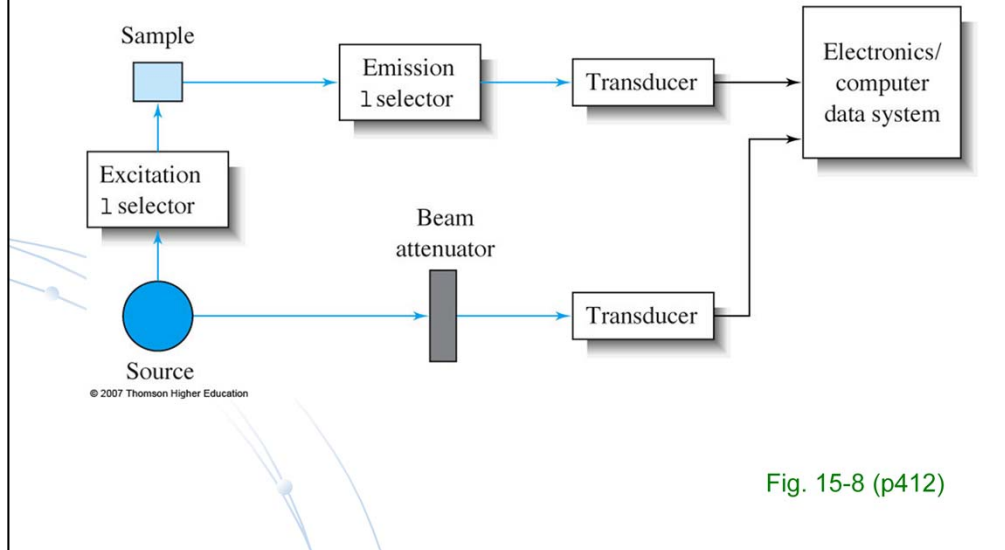 Sample
Emission
l selector
Transducer
Electronics/
computer
data system
Excitation
l selector
Beam
attenuator
Transducer
Source
© 2007 Thomson Higher Education
Fig. 15-8 (p412)